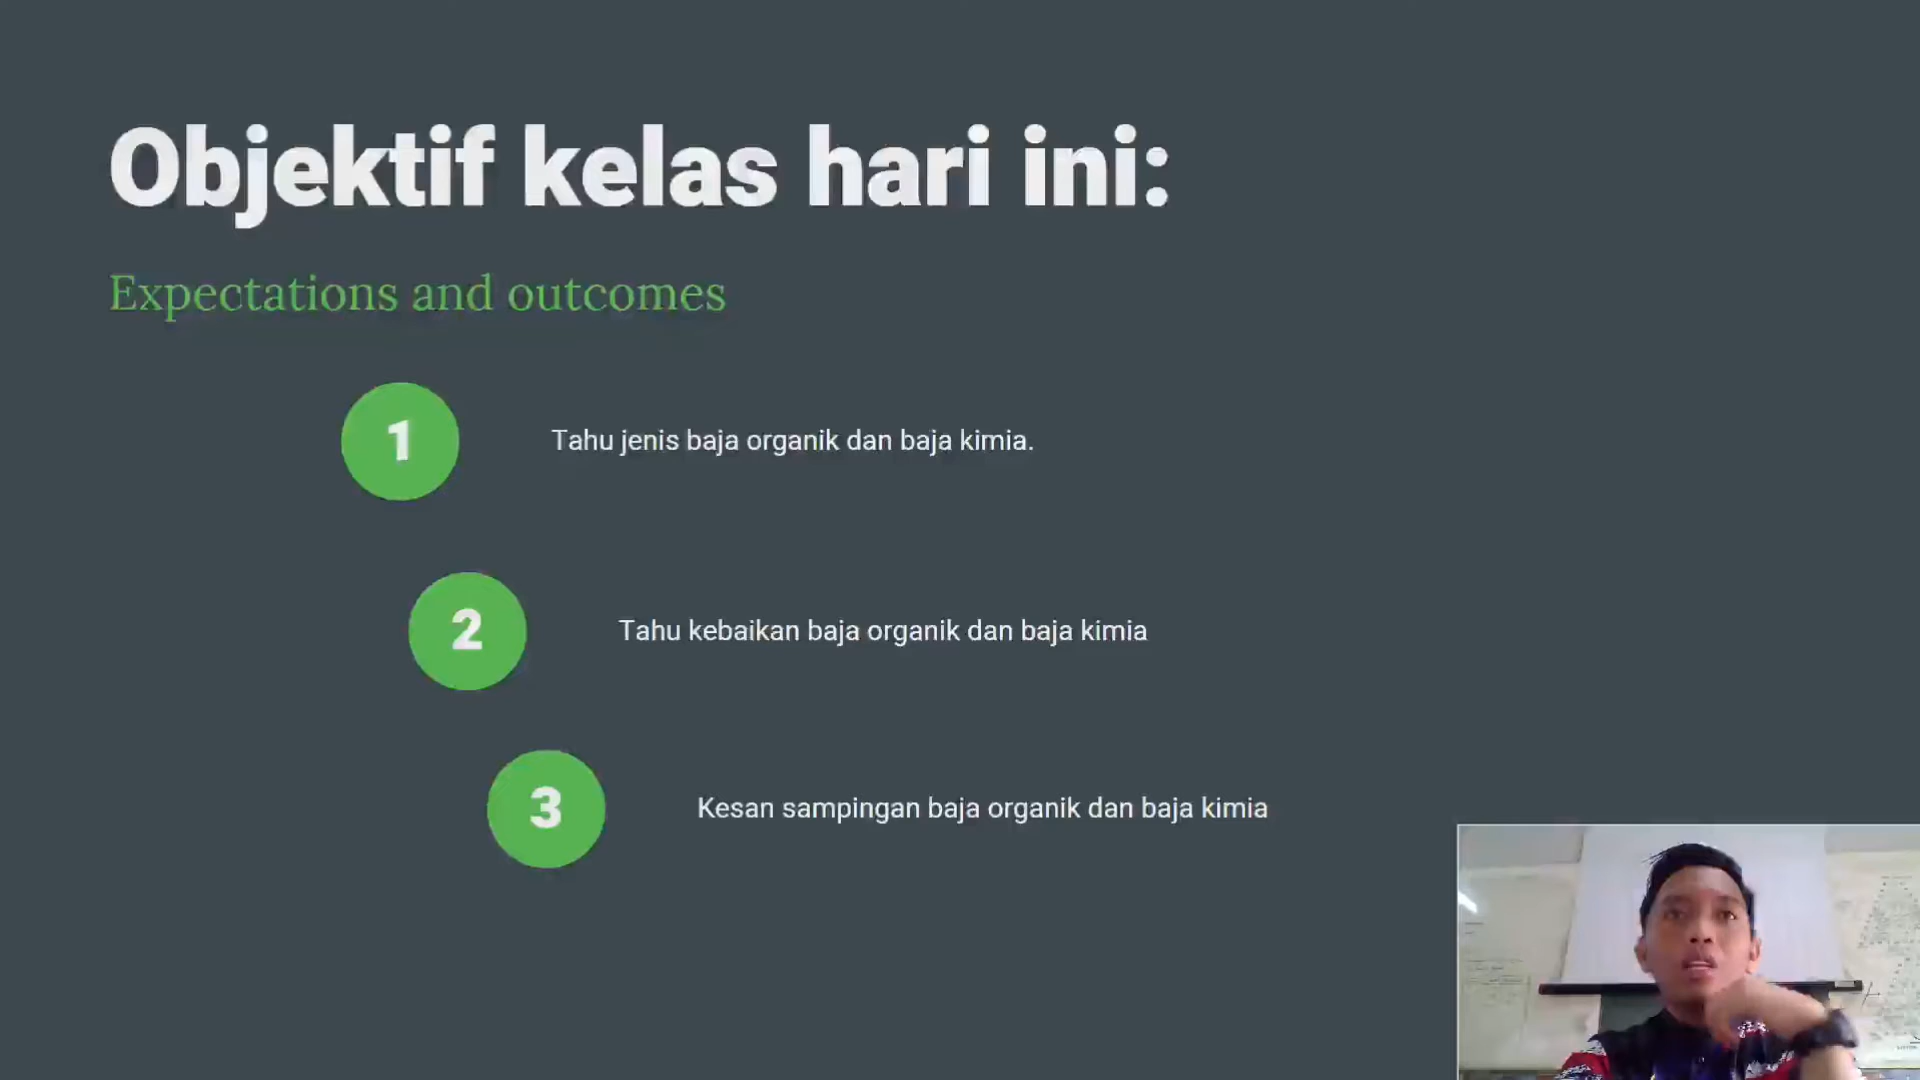 Objektif kelas hari ini:
Expectations and outcomes
1
Tahu jenis baja organik dan baja kimia.
2
Tahu kebaikan baja organik dan baja kimia
3
Kesan sampingan baja organik dan baja kimia